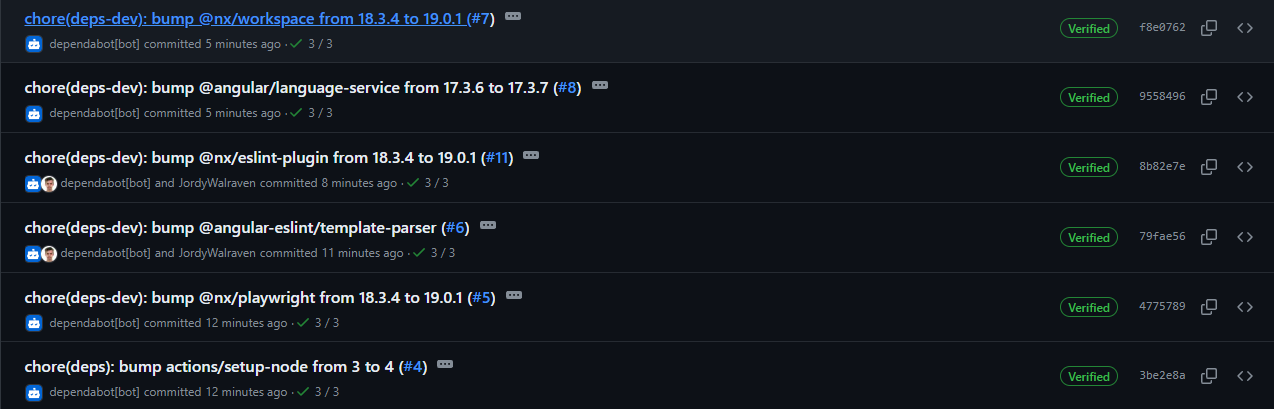 chore(deps-dev): bump @nx/workspace from 18.3.4 to 19.0.1 (#7)
Verified f8e0762
dependabot[bot] committed 5 minutes ago · 3 / 3
chore(deps-dev): bump @angular/language-service from 17.3.6 to 17.3.7 (#8)
Verified 9558496
dependabot[bot] committed 5 minutes ago · 3 / 3
chore(deps-dev): bump @nx/eslint-plugin from 18.3.4 to 19.0.1 (#11)
Verified 8b82e7e
dependabot[bot] and JordyWalraven committed 8 minutes ago · 3 / 3
chore(deps-dev): bump @angular-eslint/template-parser (#6)
Verified 79fae56
dependabot[bot] and JordyWalraven committed 11 minutes ago · 3 / 3
chore(deps-dev): bump @nx/playwright from 18.3.4 to 19.0.1 (#5)
Verified 4775789
dependabot[bot] committed 12 minutes ago · 3 / 3
chore(deps): bump actions/setup-node from 3 to 4 (#4)
Verified 3be2e8a
dependabot[bot] committed 12 minutes ago · 3 / 3